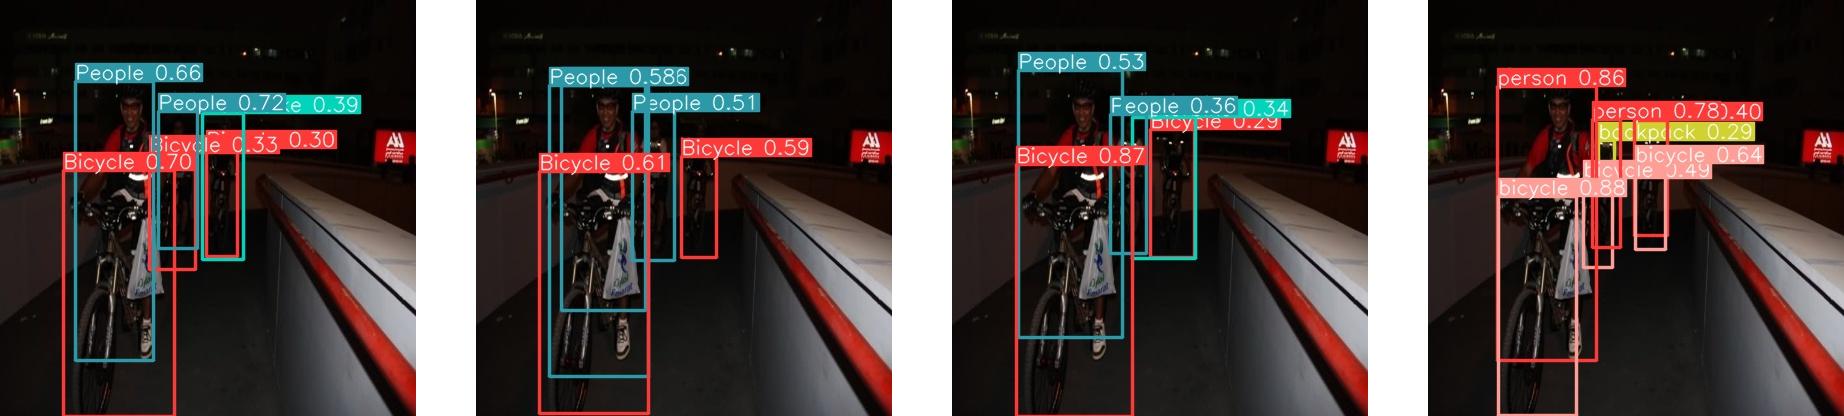 People 0.66
People 0.72
ke 0.39
0.30
Bicycle 0.33
Bicycle 0.70
People 0.586
People 0.51
Bicycle 0.59
Bicycle 0.61
People 0.53
People 0.36
0.34
Bicycle 0.29
Bicycle 0.87
person 0.86
person 0.78
0.40
backpack 0.29
bicycle 0.64
bicycle 0.49
bicycle 0.88